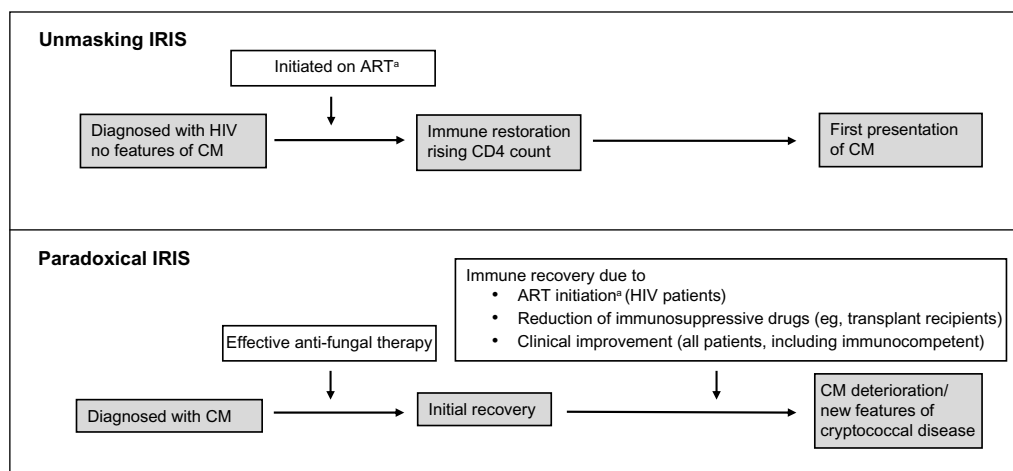 Unmasking IRIS
Initiated on ARTᵃ
Diagnosed with HIV
no features of CM
Immune restoration
rising CD4 count
First presentation
of CM
Paradoxical IRIS
Immune recovery due to
• ART initiationᵃ (HIV patients)
• Reduction of immunosuppressive drugs (eg, transplant recipients)
• Clinical improvement (all patients, including immunocompetent)
Effective anti-fungal therapy
Diagnosed with CM
Initial recovery
CM deterioration/
new features of
cryptococcal disease